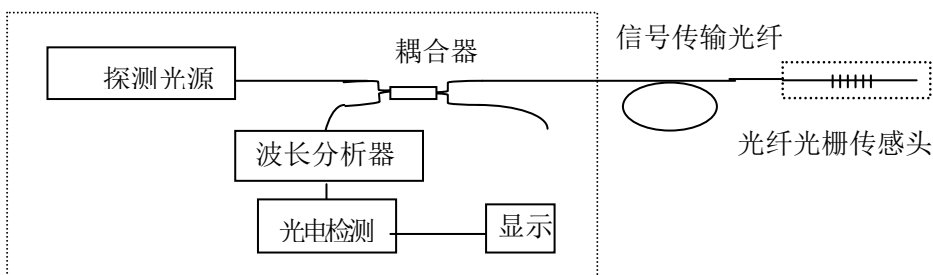 信号传输光纤
耦合器
探测光源
光纤光栅传感头
波长分析器
光电检测
显示